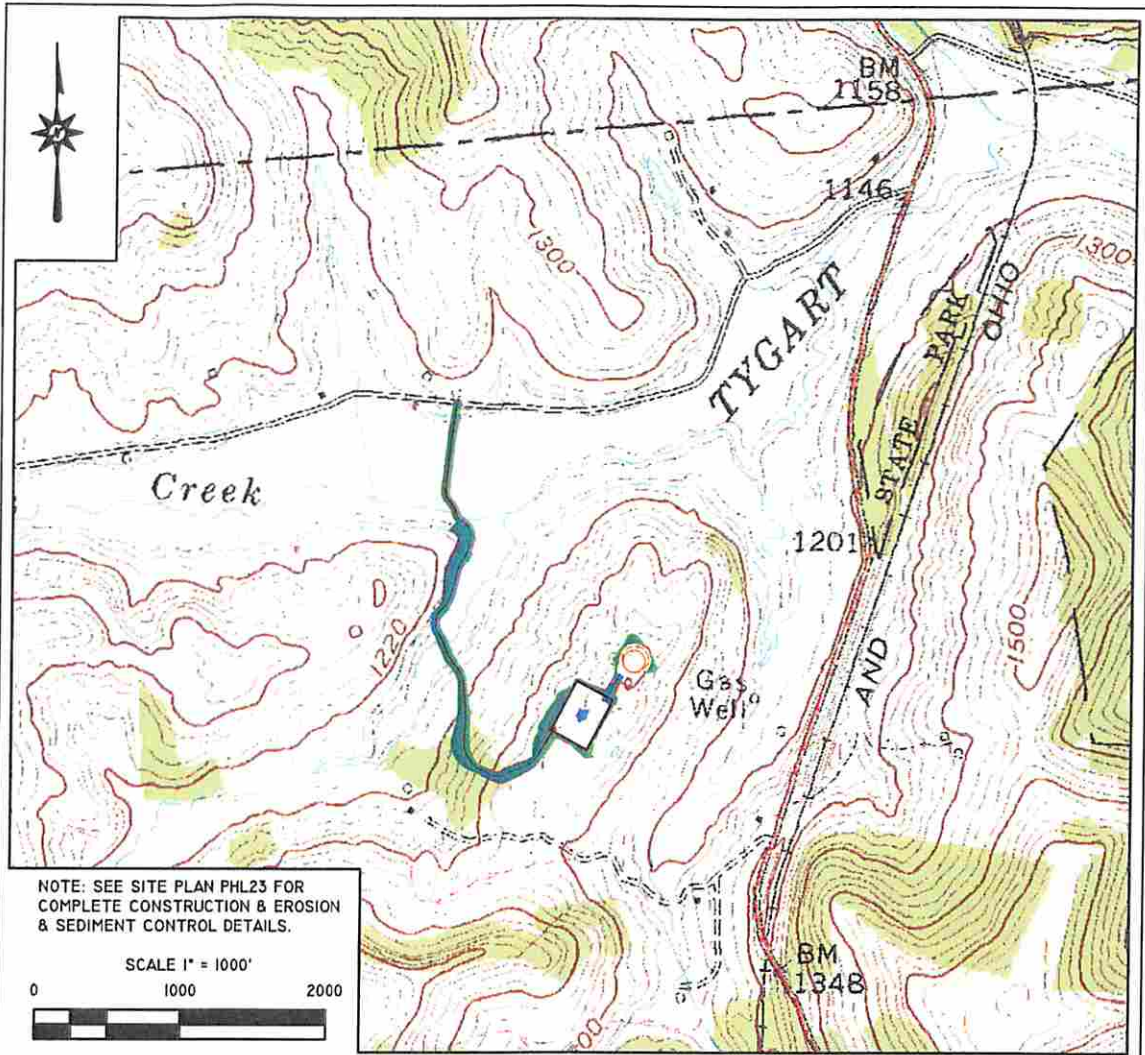 BM
1158
1146
1300
1300
TYGART
STATE PARK
OHIO
Creek
1201
1220
1500
Gas
Well
AND
NOTE: SEE SITE PLAN PHL23 FOR
COMPLETE CONSTRUCTION & EROSION
& SEDIMENT CONTROL DETAILS.
SCALE 1" = 1000'
0 1000 2000
BM
1348